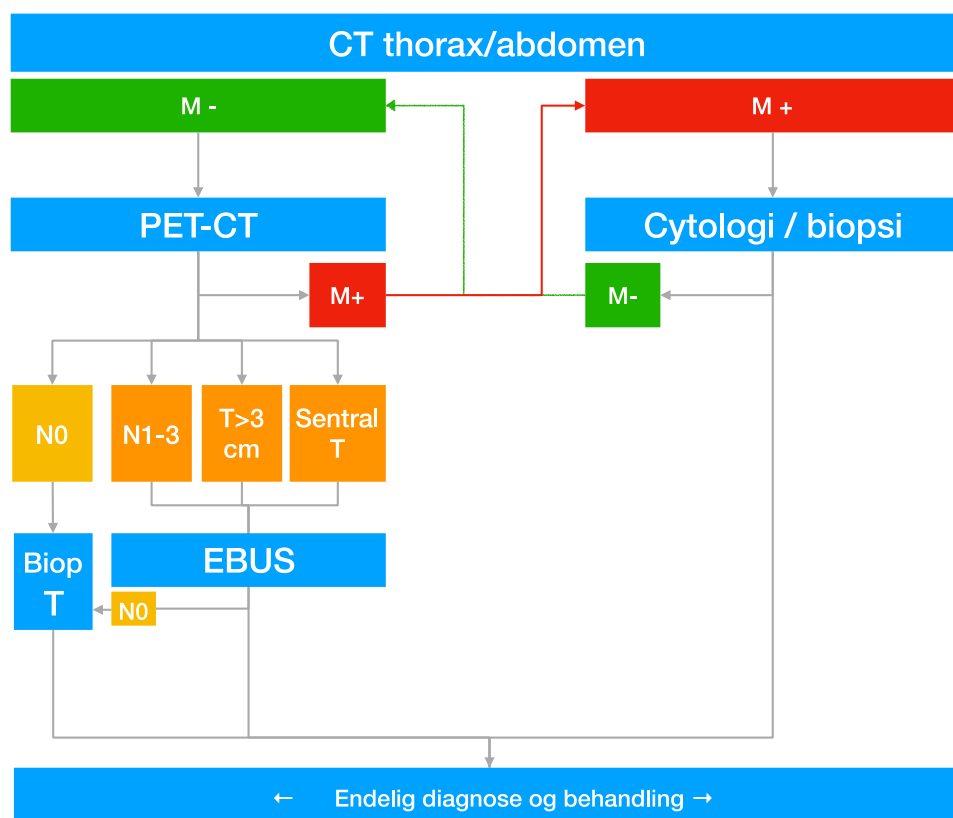 CT thorax/abdomen
M -
M +
PET-CT
Cytologi / biopsi
M+
M-
N0
N1-3
T>3
cm
Sentral
T
Biop
T
EBUS
N0
← Endelig diagnose og behandling →